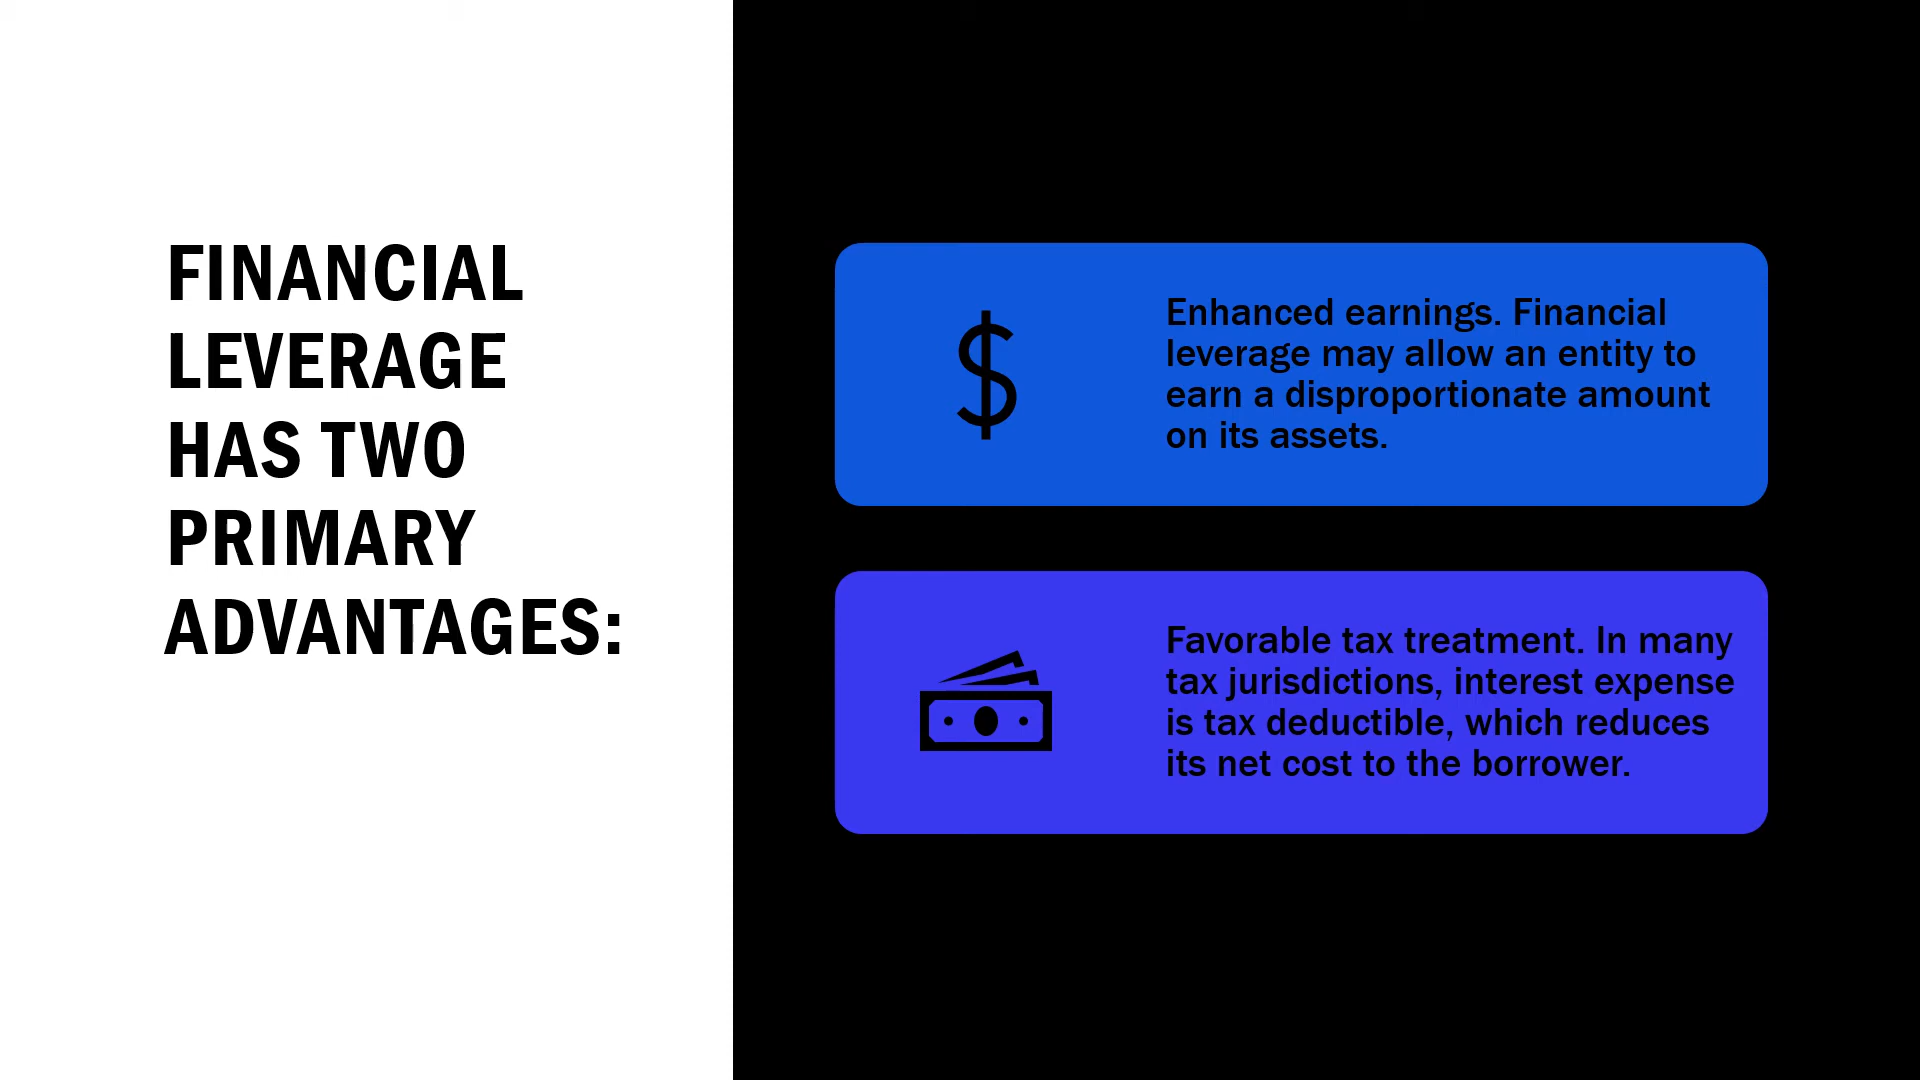 FINANCIAL
LEVERAGE
HAS TWO
PRIMARY
ADVANTAGES:
Enhanced earnings. Financial
leverage may allow an entity to
earn a disproportionate amount
on its assets.
Favorable tax treatment. In many
tax jurisdictions, interest expense
is tax deductible, which reduces
its net cost to the borrower.